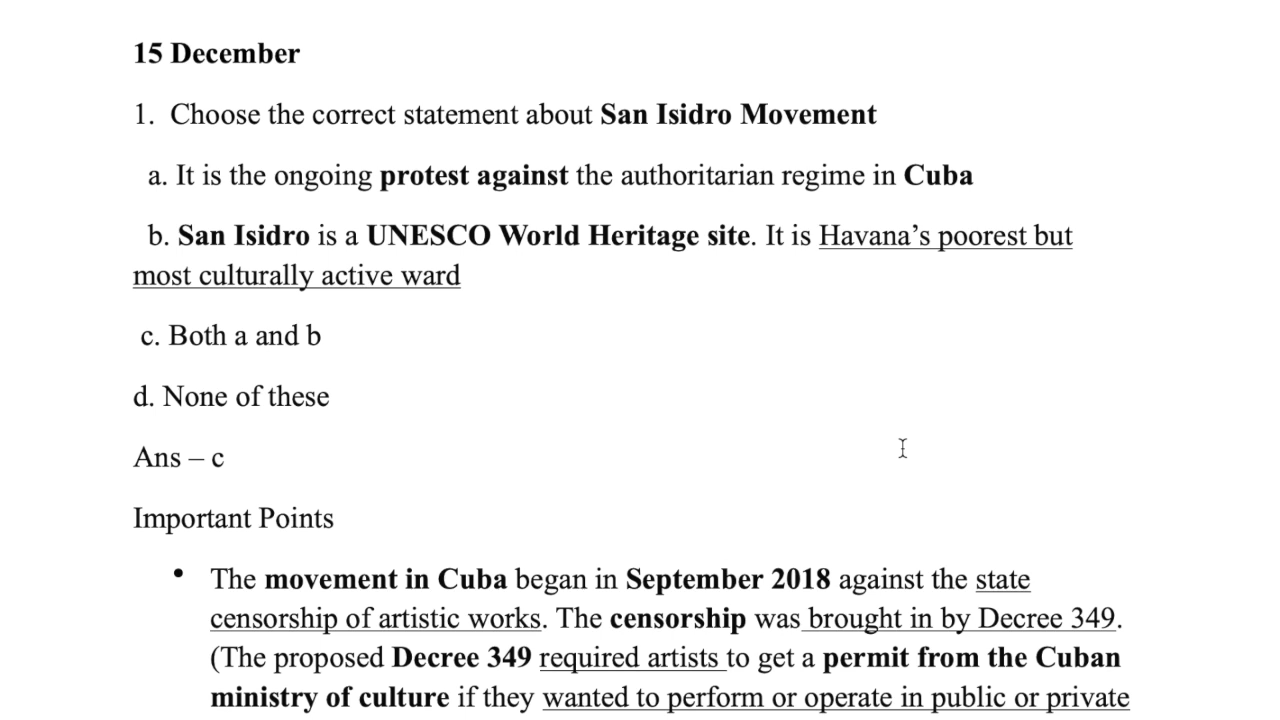 15 December
1. Choose the correct statement about San Isidro Movement
a. It is the ongoing protest against the authoritarian regime in Cuba
b. San Isidro is a UNESCO World Heritage site. It is Havana’s poorest but
most culturally active ward
c. Both a and b
d. None of these
Ans – c
Important Points
• The movement in Cuba began in September 2018 against the state
censorship of artistic works. The censorship was brought in by Decree 349.
(The proposed Decree 349 required artists to get a permit from the Cuban
ministry of culture if they wanted to perform or operate in public or private